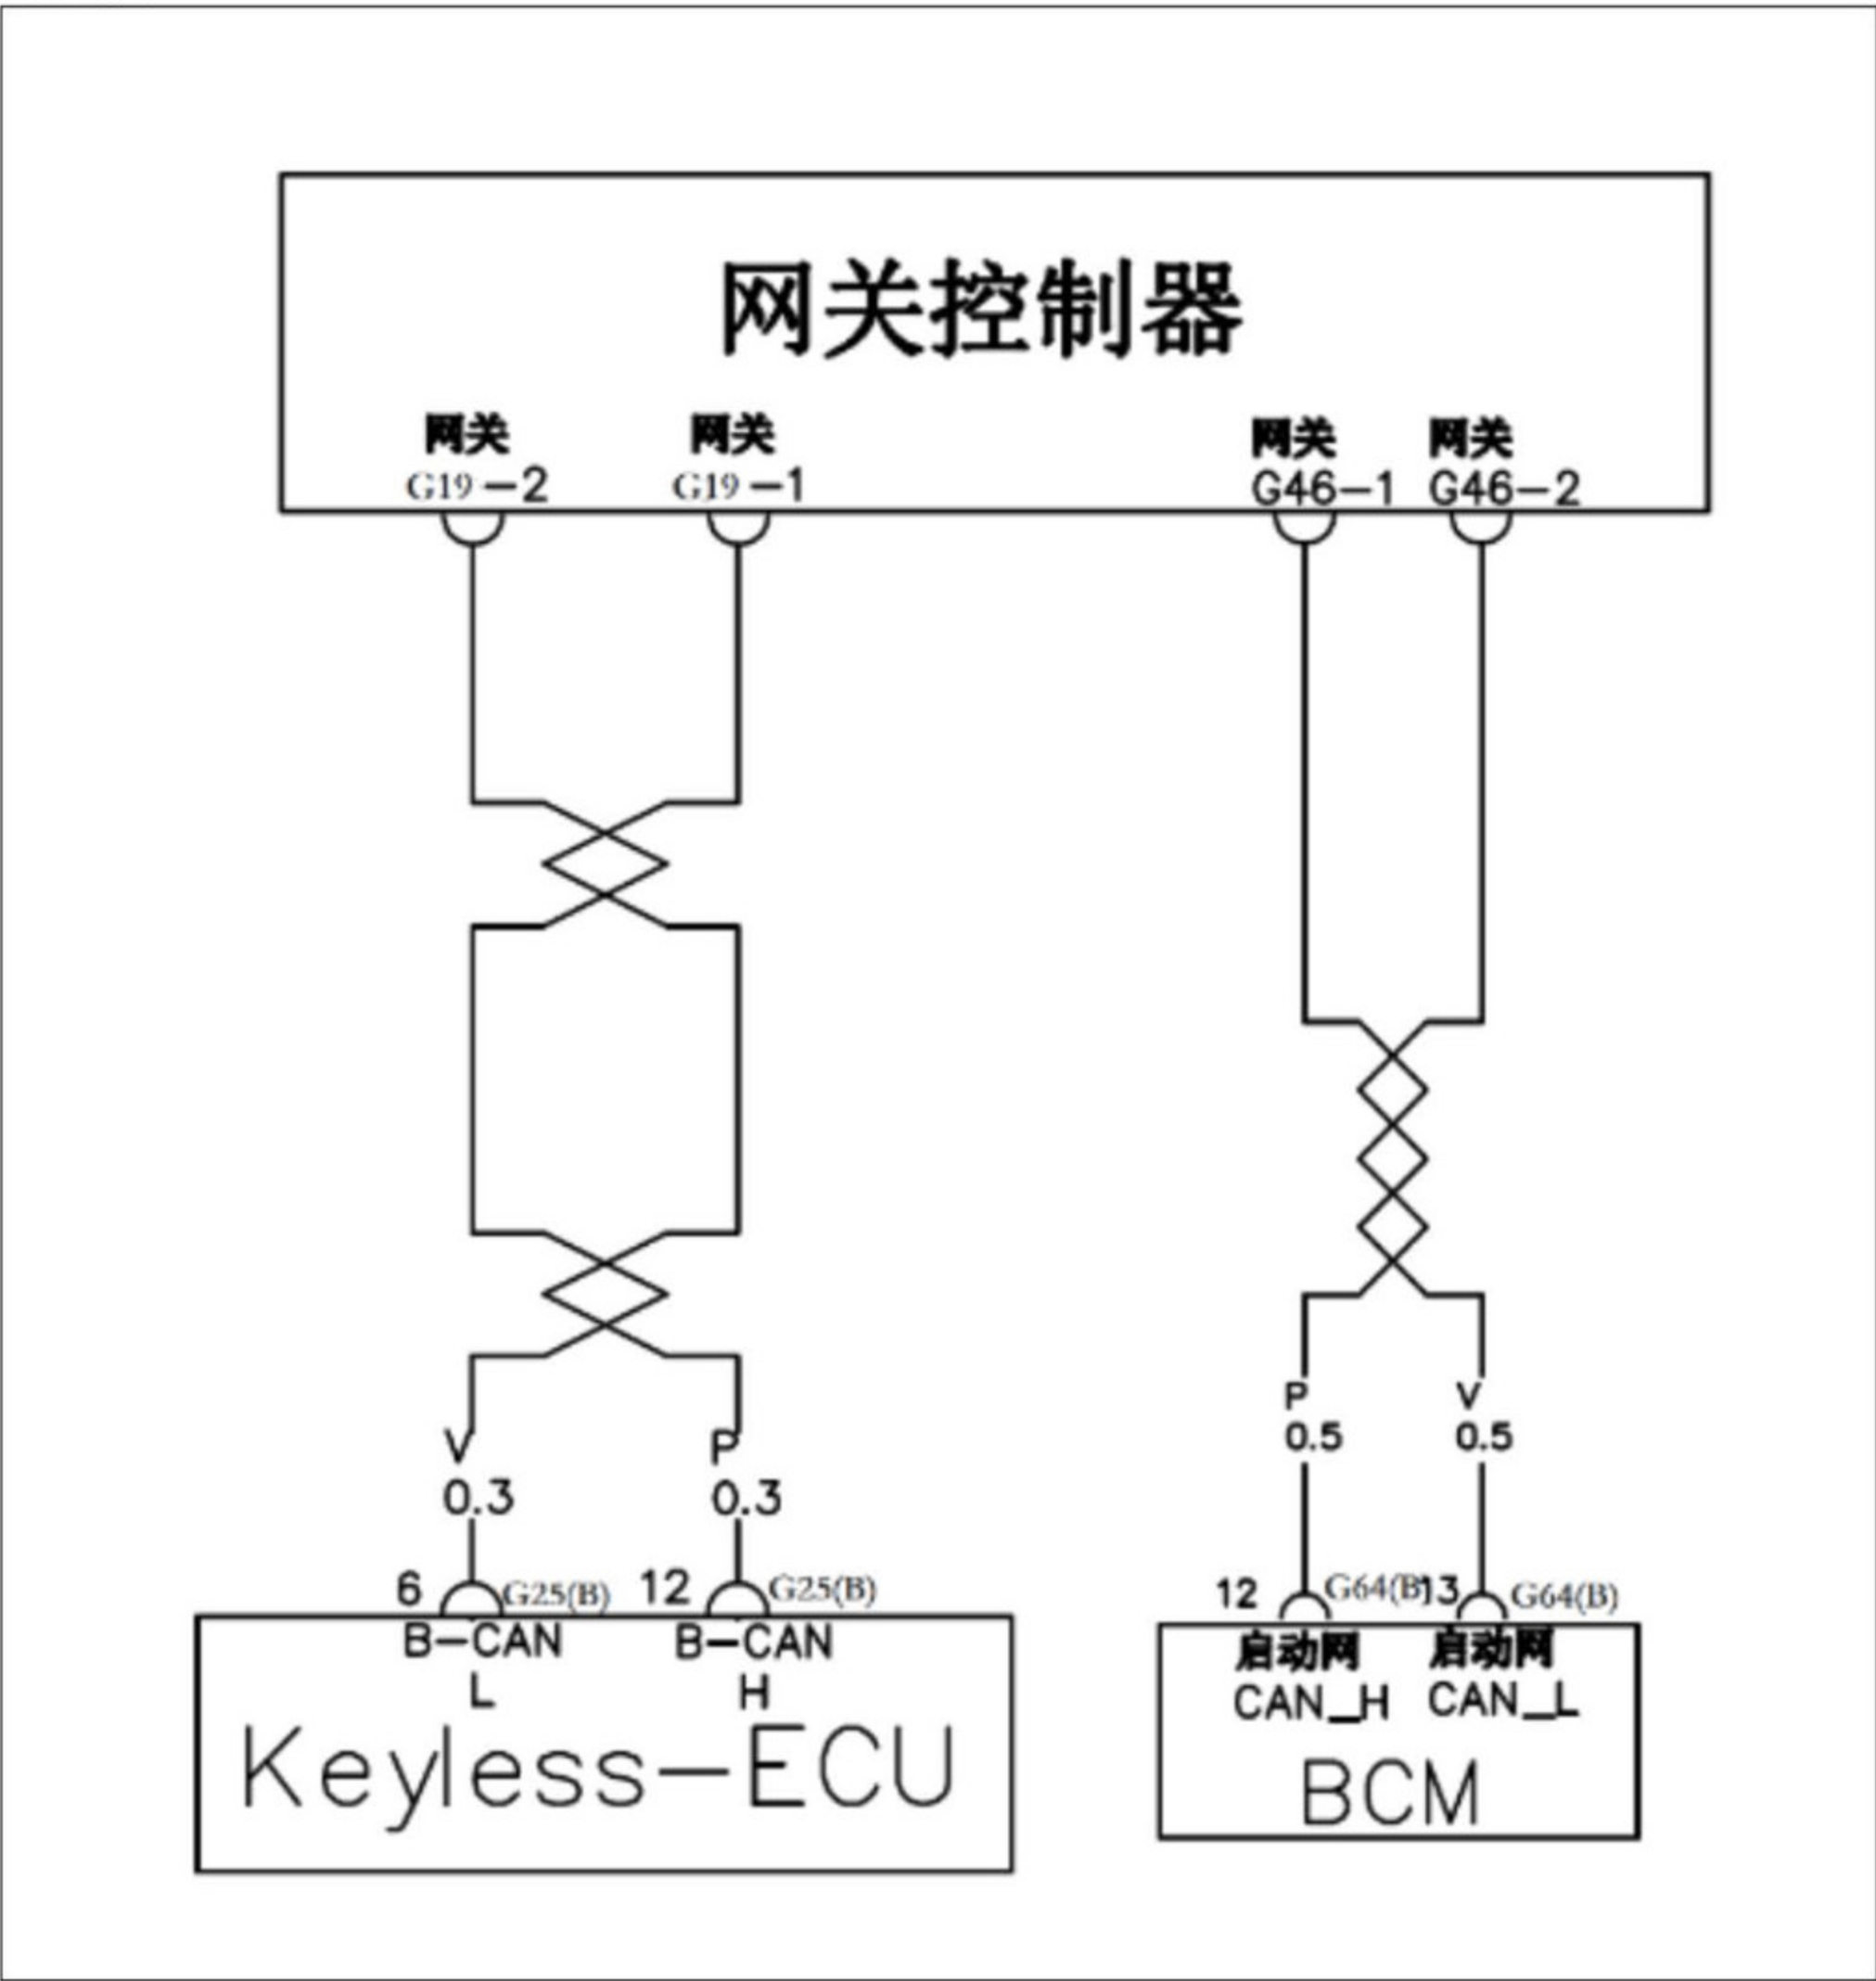 网关控制器
网关 网关 网关 网关
G19-2 G19-1 G46-1 G46-2
P V
0.5 0.5
V P
0.3 0.3
6 G25(B) 12 G25(B) 12 G64(B) 13 G64(B)
B-CAN B-CAN 启动网 启动网
L H CAN_H CAN_L
Keyless-ECU BCM